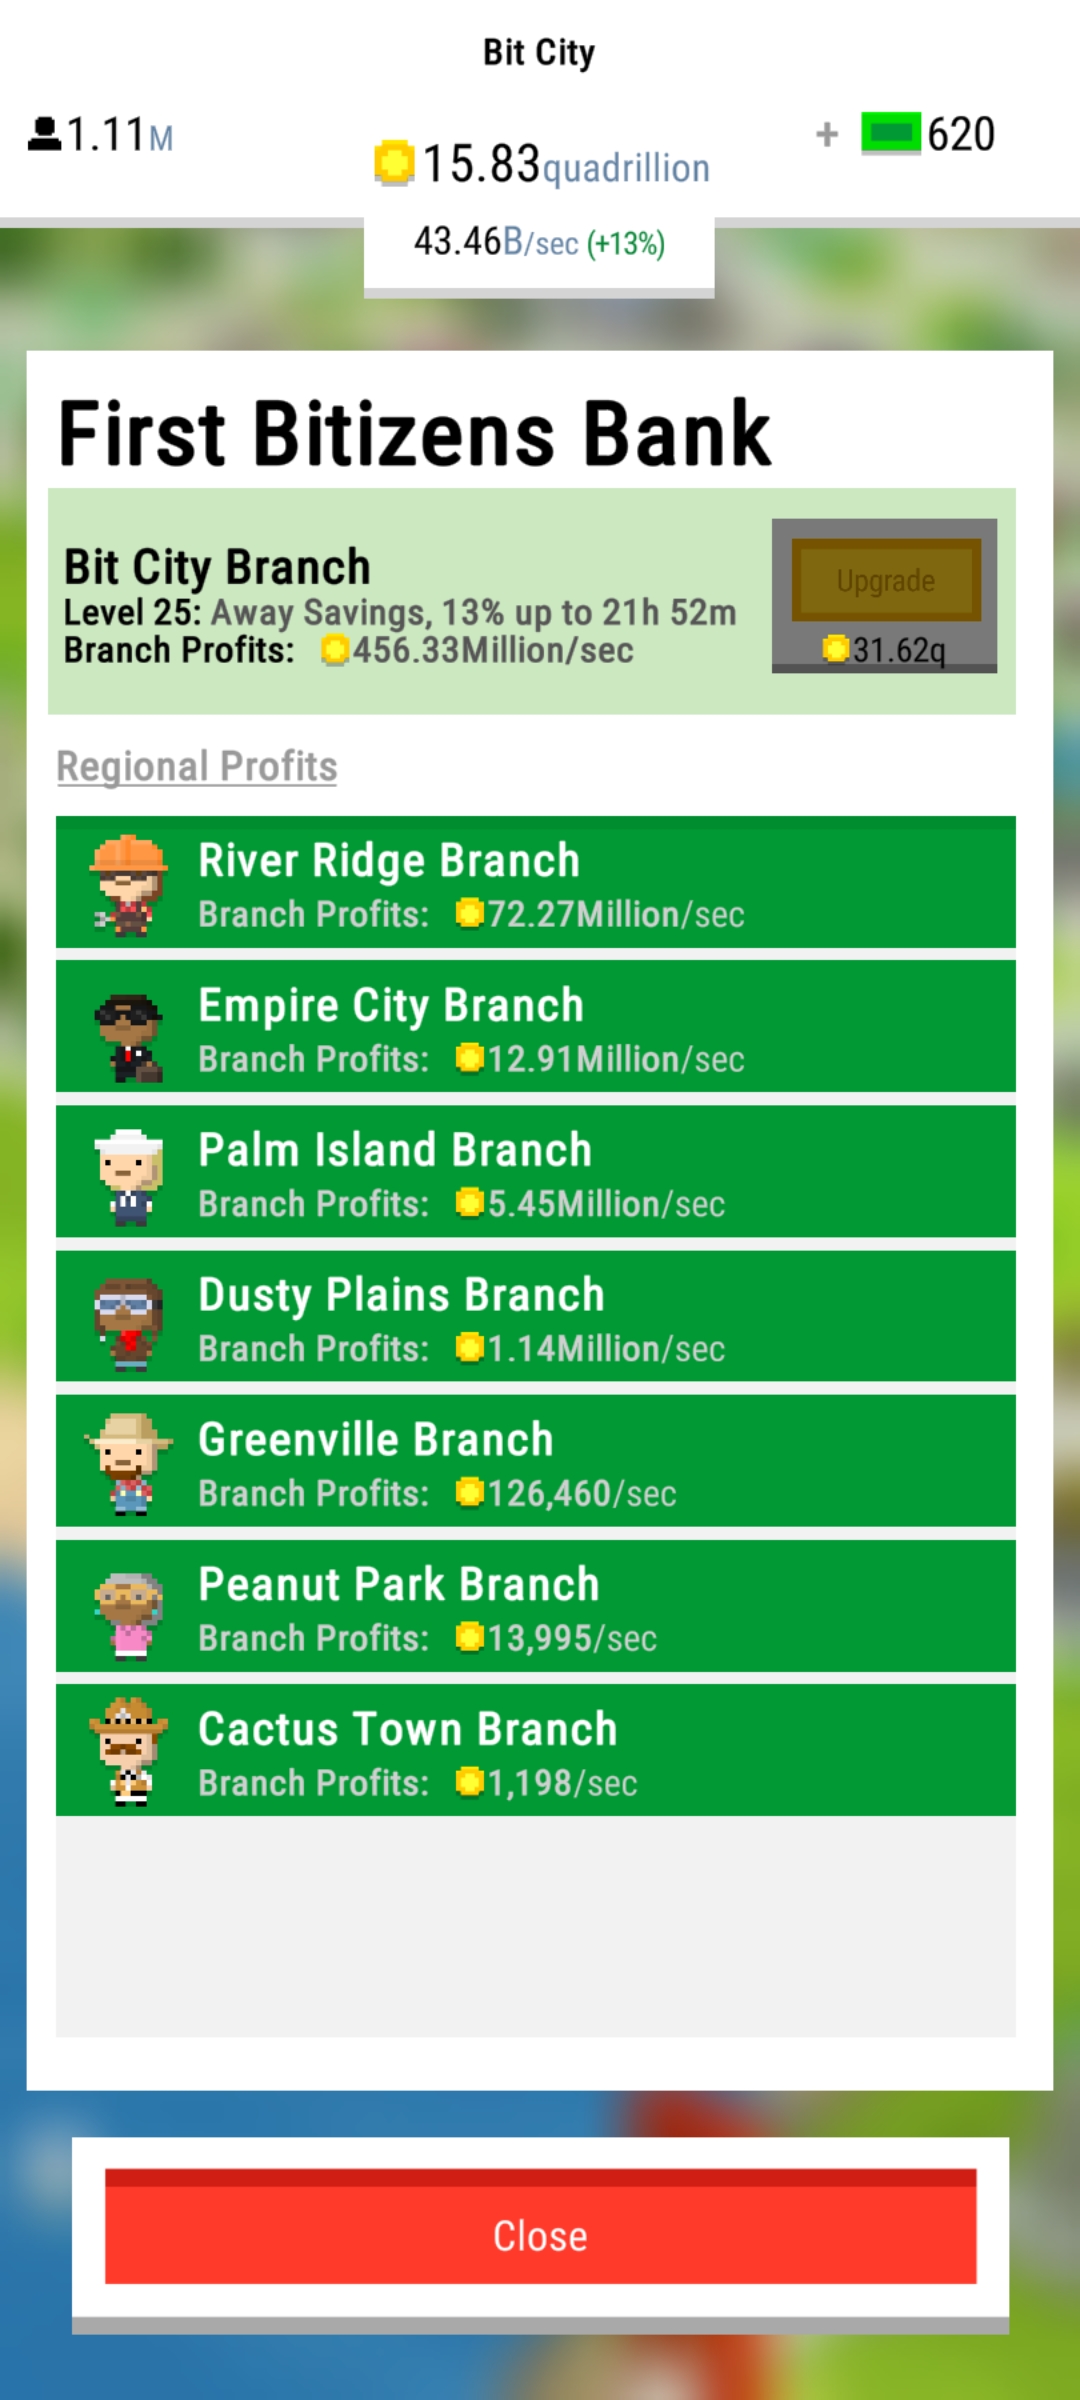 Bit City
1.11M
15.83quadrillion
+ 620
43.46B/sec (+13%)
First Bitizens Bank
Bit City Branch
Level 25: Away Savings, 13% up to 21h 52m
Branch Profits: 456.33Million/sec
Upgrade
31.62q
Regional Profits
River Ridge Branch
Branch Profits: 72.27Million/sec
Empire City Branch
Branch Profits: 12.91Million/sec
Palm Island Branch
Branch Profits: 5.45Million/sec
Dusty Plains Branch
Branch Profits: 1.14Million/sec
Greenville Branch
Branch Profits: 126,460/sec
Peanut Park Branch
Branch Profits: 13,995/sec
Cactus Town Branch
Branch Profits: 1,198/sec
Close